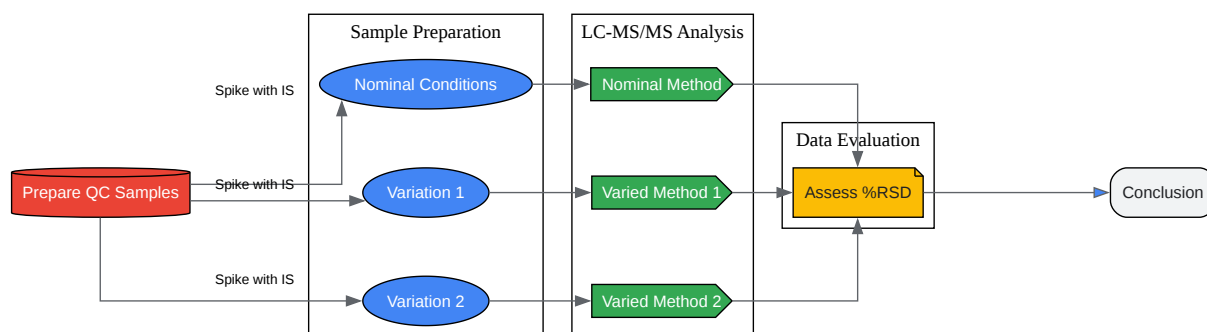 Sample Preparation
LC-MS/MS Analysis
Spike with IS
Nominal Conditions
Nominal Method
Data Evaluation
Prepare QC Samples
Spike with IS
Variation 1
Varied Method 1
Assess %RSD
Conclusion
Spike with IS
Variation 2
Varied Method 2